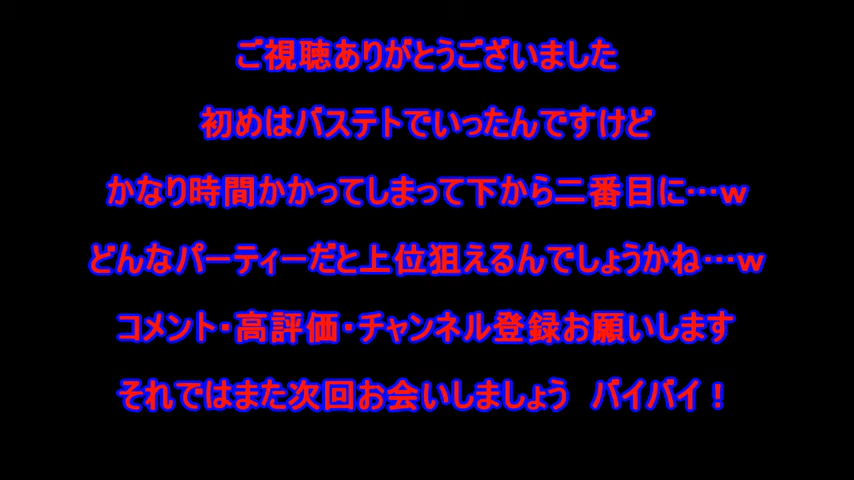 ご視聴ありがとうございました
初めはバステトでいったんですけど
かなり時間かかってしまって下から二番目に…ｗ
どんなパーティーだと上位狙えるんでしょうかね…ｗ
コメント・高評価・チャンネル登録お願いします
それではまた次回お会いしましょう　バイバイ！